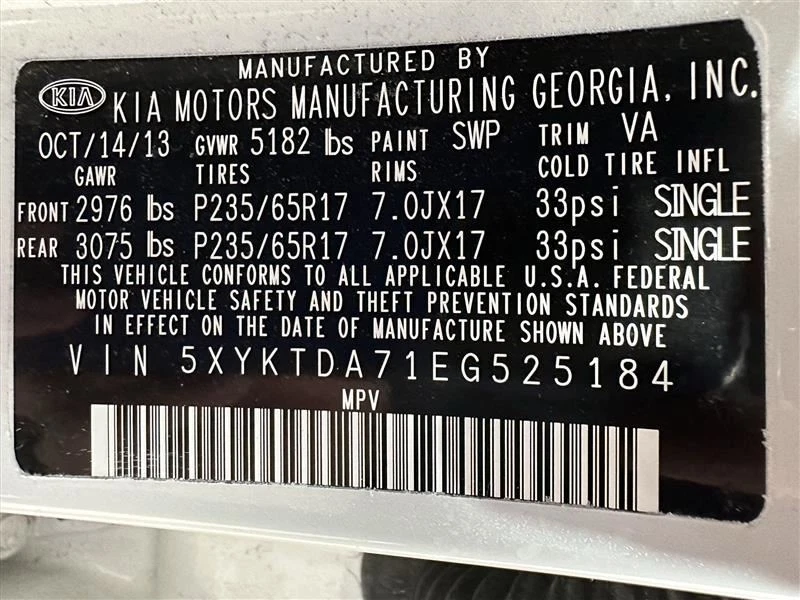 MANUFACTURED BY
KIA KIA MOTORS MANUFACTURING GEORGIA, INC.
OCT/14/13 GVWR 5182 lbs PAINT SWP TRIM VA
GAWR TIRES RIMS COLD TIRE INFL
FRONT 2976 lbs P235/65R17 7.0JX17 33psi SINGLE
REAR 3075 lbs P235/65R17 7.0JX17 33psi SINGLE
THIS VEHICLE CONFORMS TO ALL APPLICABLE U.S.A. FEDERAL
MOTOR VEHICLE SAFETY AND THEFT PREVENTION STANDARDS
IN EFFECT ON THE DATE OF MANUFACTURE SHOWN ABOVE
VIN 5XYKTDA71EG525184
MPV